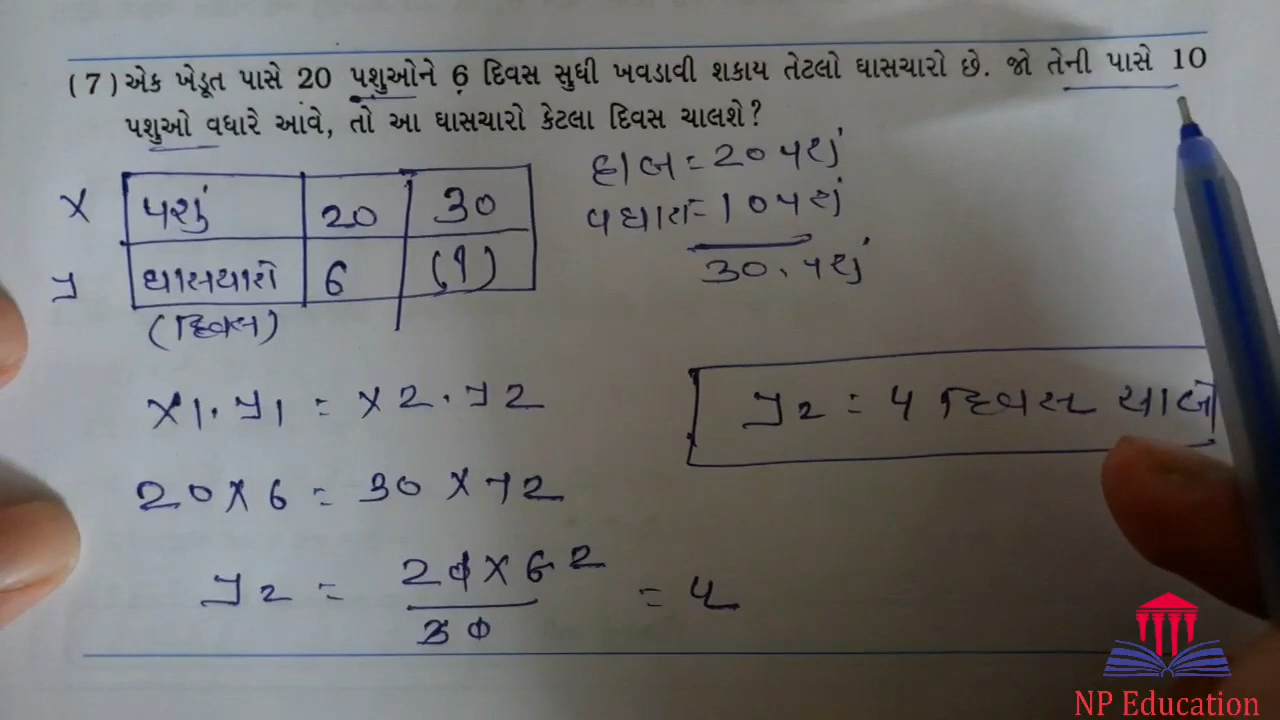 (7) એક ખેડૂત પાસે 20 પશુઓને 6 દિવસ સુધી ખવડાવી શકાય તેટલો ઘાસચારો છે. જો તેની પાસે 10
પશુઓ વધારે આવે, તો આ ઘાસચારો કેટલા દિવસ ચાલશે?
હાલ = 20 પશું
વધારા = 10 પશું
30. પશું
x પશું 20 30
y ઘાસચારો 6 (?)
(દિવસ)
x1 . y1 = x2 . y2
20 x 6 = 30 x y2
y2 = 20 x 6 2 / 30 = 4
y2 = 4 દિવસ ચાલશે
NP Education